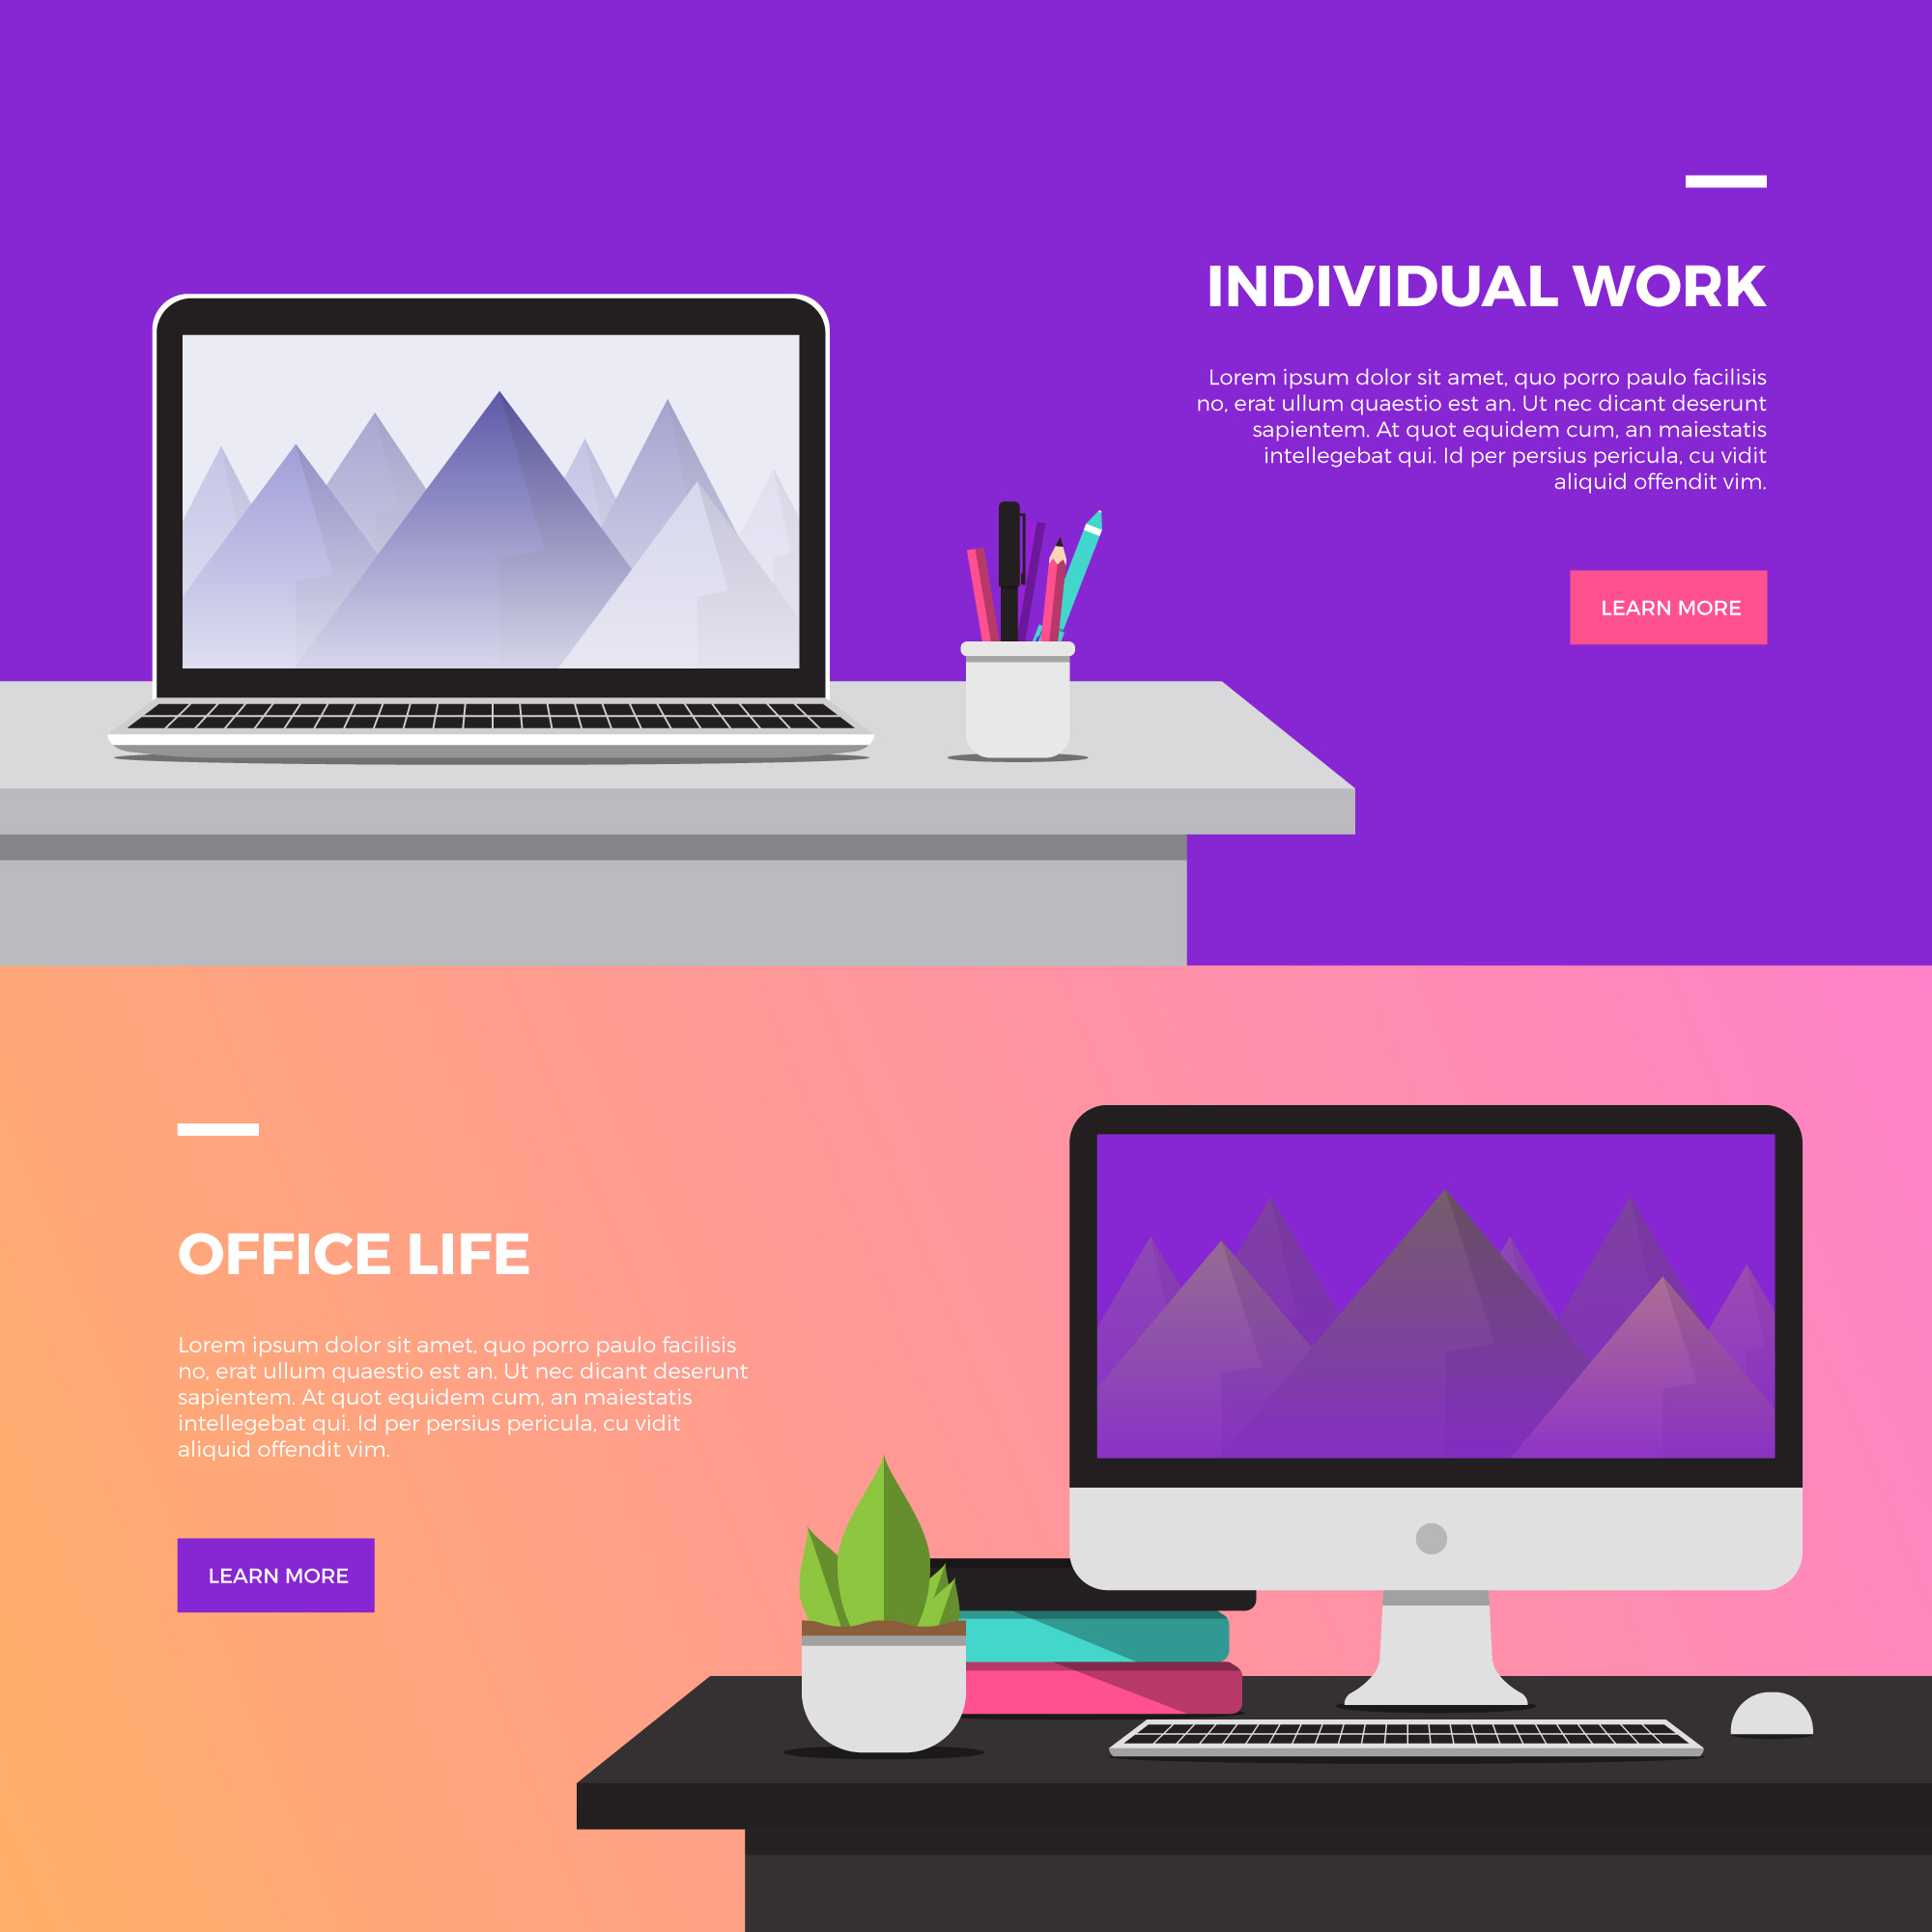 INDIVIDUAL WORK
Lorem ipsum dolor sit amet, quo porro paulo facilisis
no, erat ullum quaestio est an. Ut nec dicant deserunt
sapientem. At quot equidem cum, an maiestatis
intellegebat qui. Id per persius pericula, cu vidit
aliquid offendit vim.
LEARN MORE
OFFICE LIFE
Lorem ipsum dolor sit amet, quo porro paulo facilisis
no, erat ullum quaestio est an. Ut nec dicant deserunt
sapientem. At quot equidem cum, an maiestatis
intellegebat qui. Id per persius pericula, cu vidit
aliquid offendit vim.
LEARN MORE